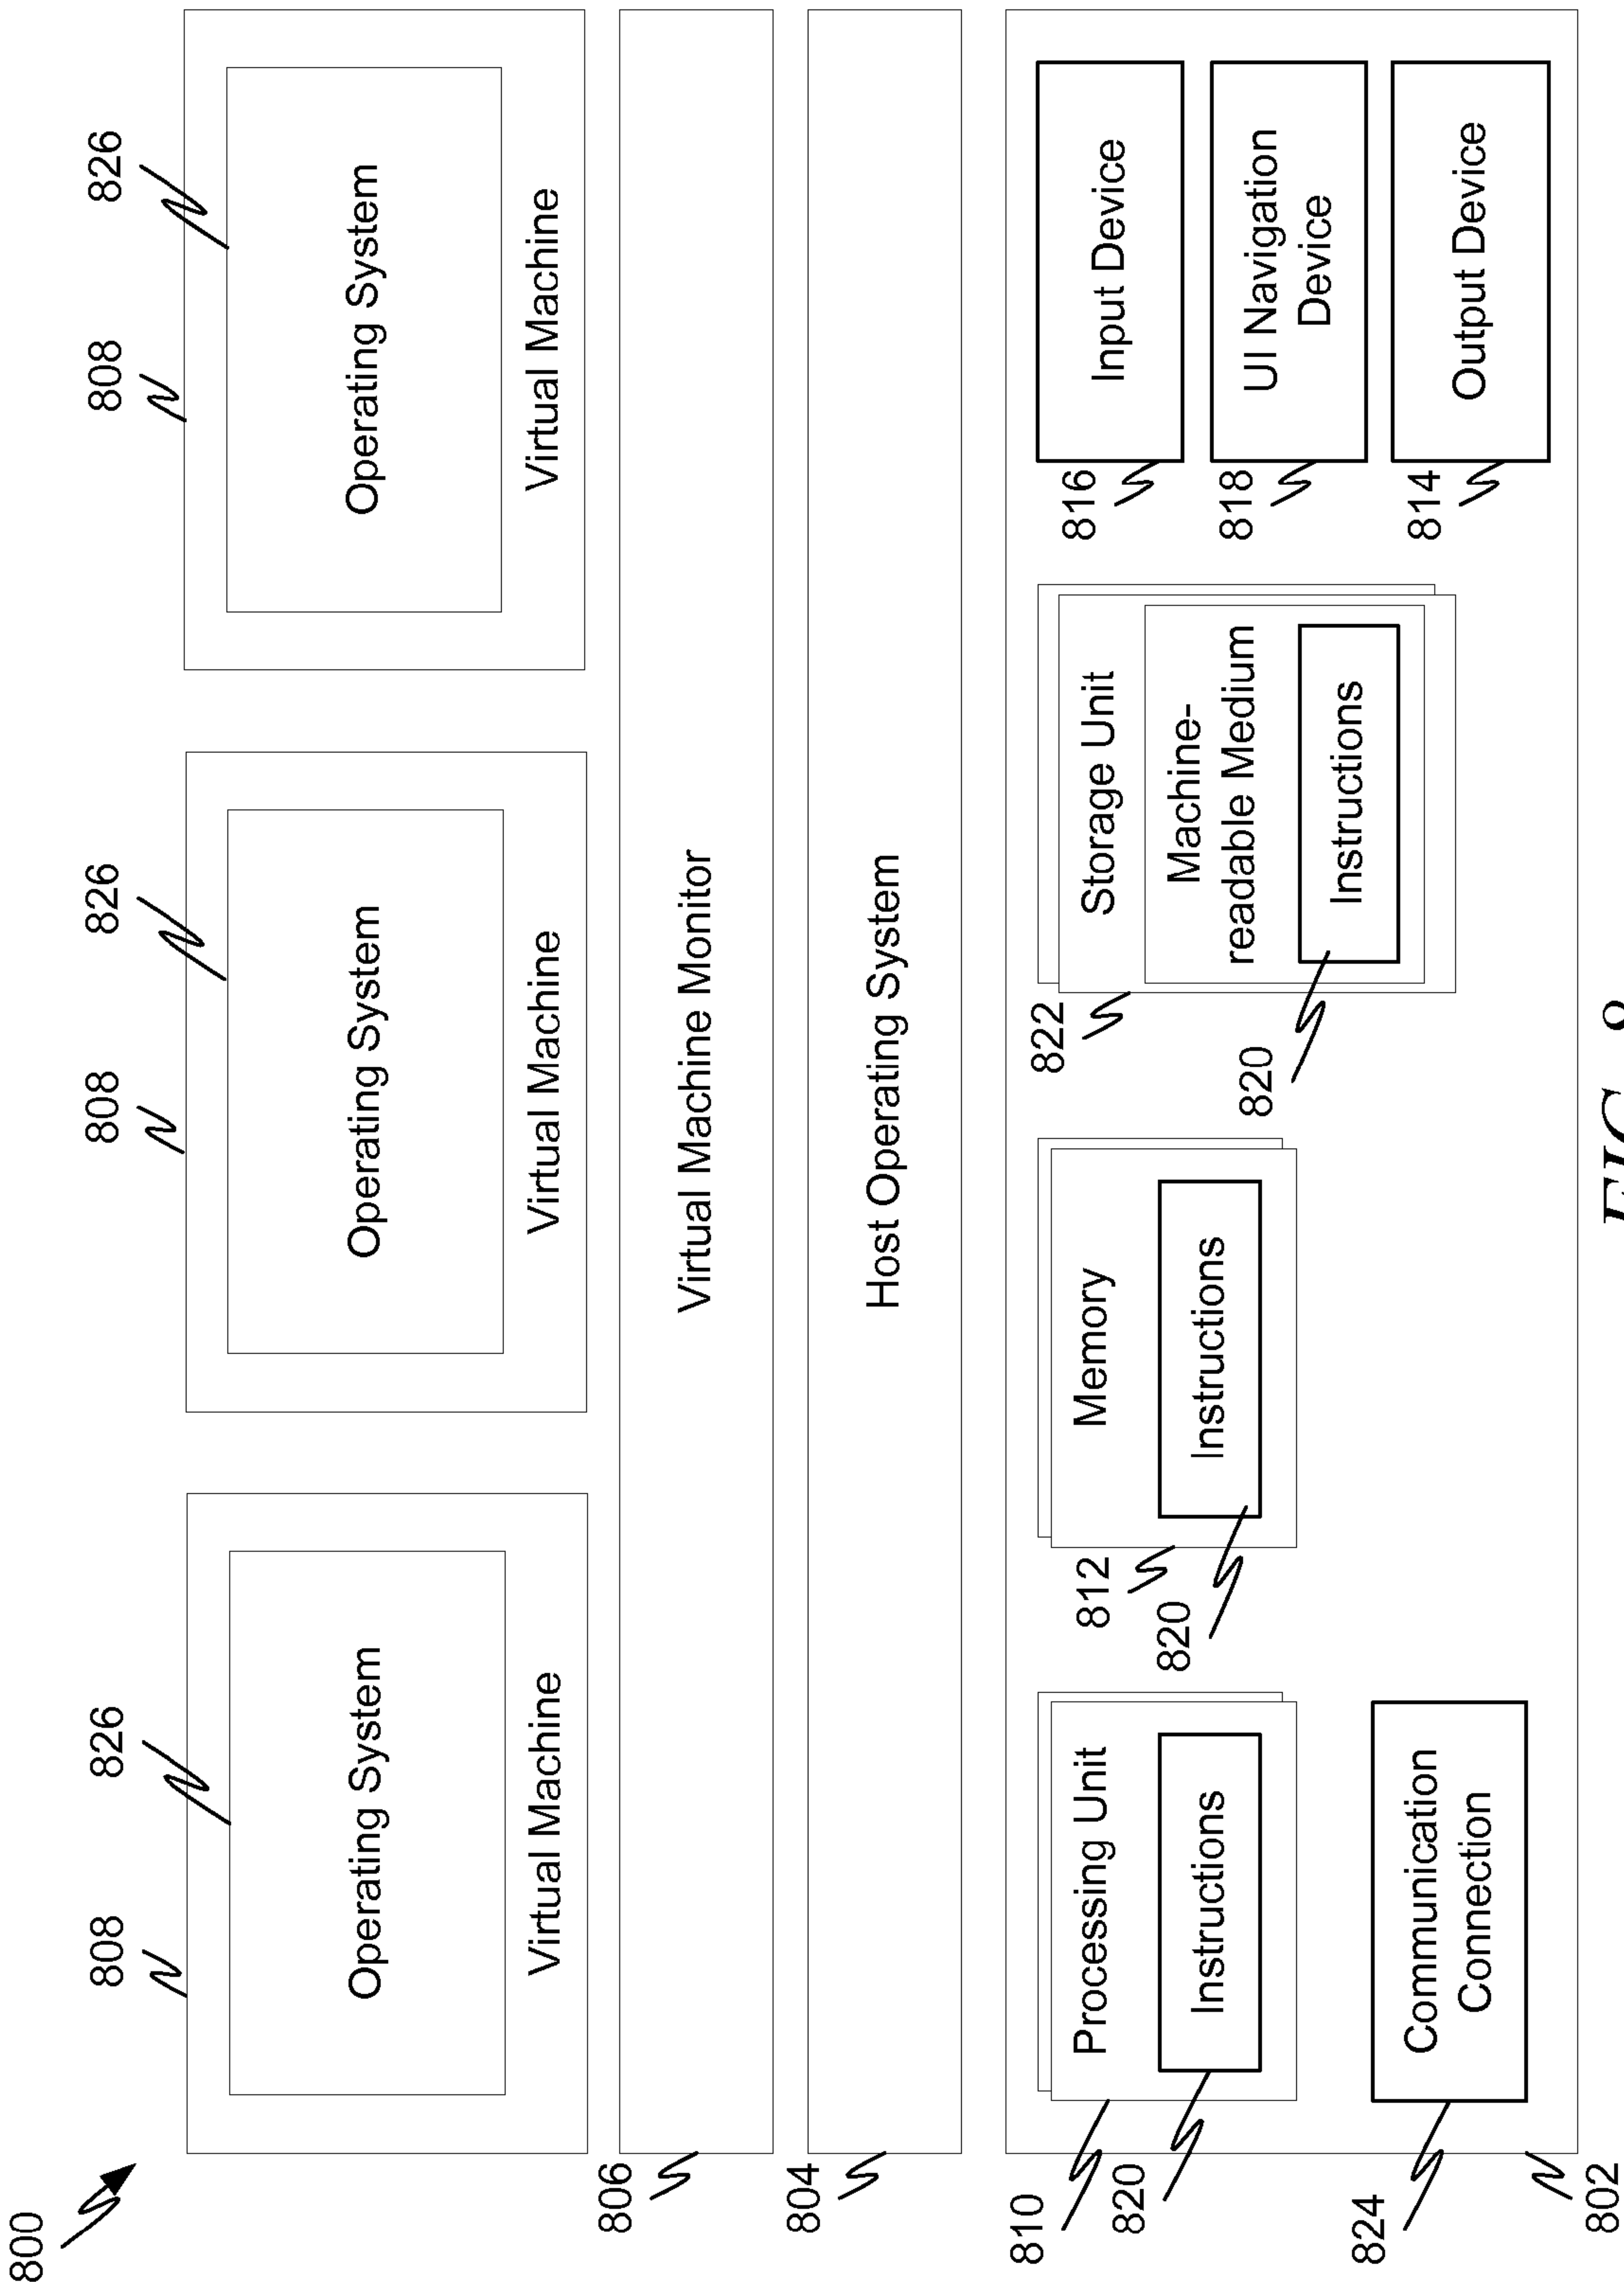 800
808
826
808
826
808
826
Operating System
Operating System
Operating System
Virtual Machine
Virtual Machine
Virtual Machine
806
Virtual Machine Monitor
804
Host Operating System
810
Processing Unit
820
Instructions
812
Memory
820
Instructions
822
Storage Unit
Machine-
readable Medium
820
Instructions
816
Input Device
818
UI Navigation
Device
814
Output Device
824
Communication
Connection
802
FIG. 8